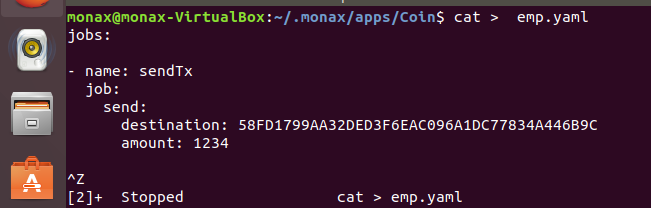 monax@monax-VirtualBox:~/.monax/apps/Coin$ cat >  emp.yaml
jobs:
- name: sendTx
  job:
    send:
      destination: 58FD1799AA32DED3F6EAC096A1DC77834A446B9C
      amount: 1234
^Z
[2]+  Stopped                 cat > emp.yaml